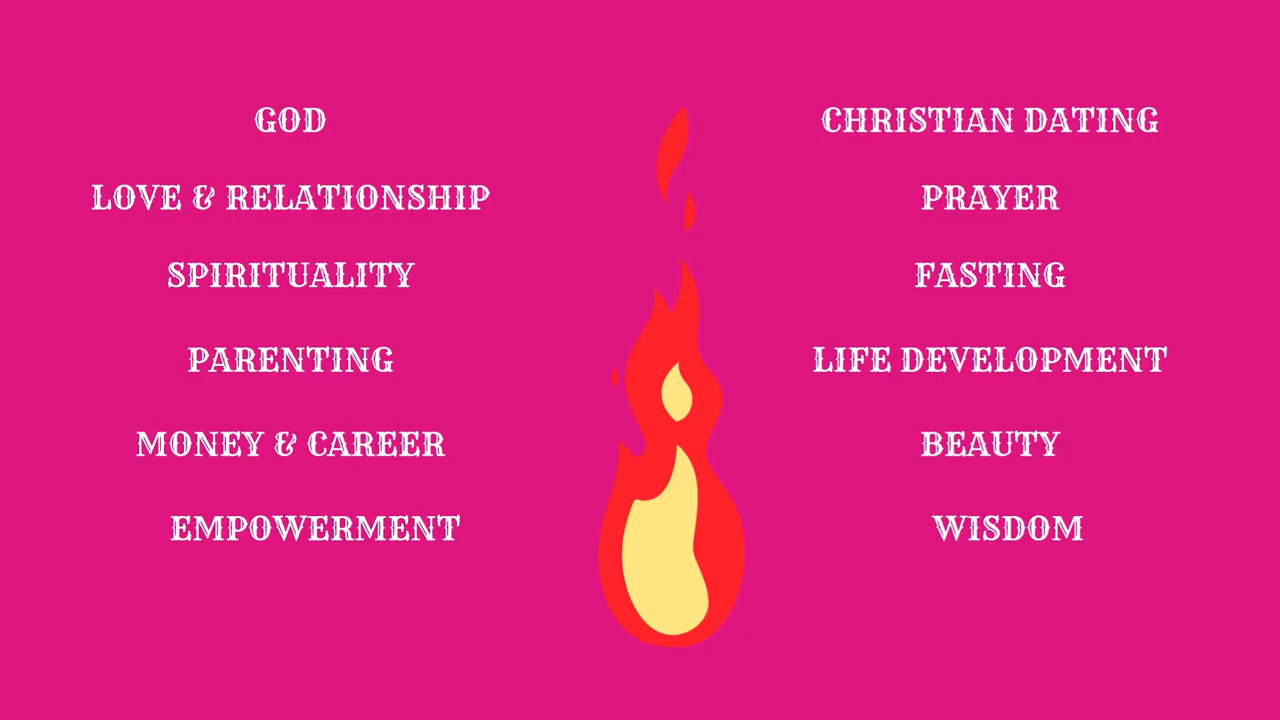 GOD
LOVE & RELATIONSHIP
SPIRITUALITY
PARENTING
MONEY & CAREER
EMPOWERMENT
CHRISTIAN DATING
PRAYER
FASTING
LIFE DEVELOPMENT
BEAUTY
WISDOM